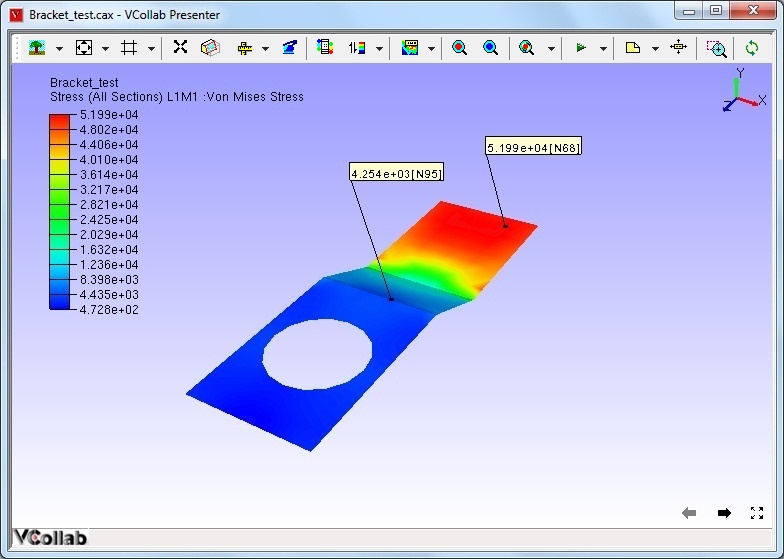 Bracket_test.cax - VCollab Presenter
Bracket_test
Stress (All Sections) L1M1 :Von Mises Stress
5.199e+04
4.802e+04
4.406e+04
4.010e+04
3.614e+04
3.217e+04
2.821e+04
2.425e+04
2.029e+04
1.632e+04
1.236e+04
8.398e+03
4.435e+03
4.728e+02
4.254e+03[N95]
5.199e+04[N68]
Y
X
Z
VCollab